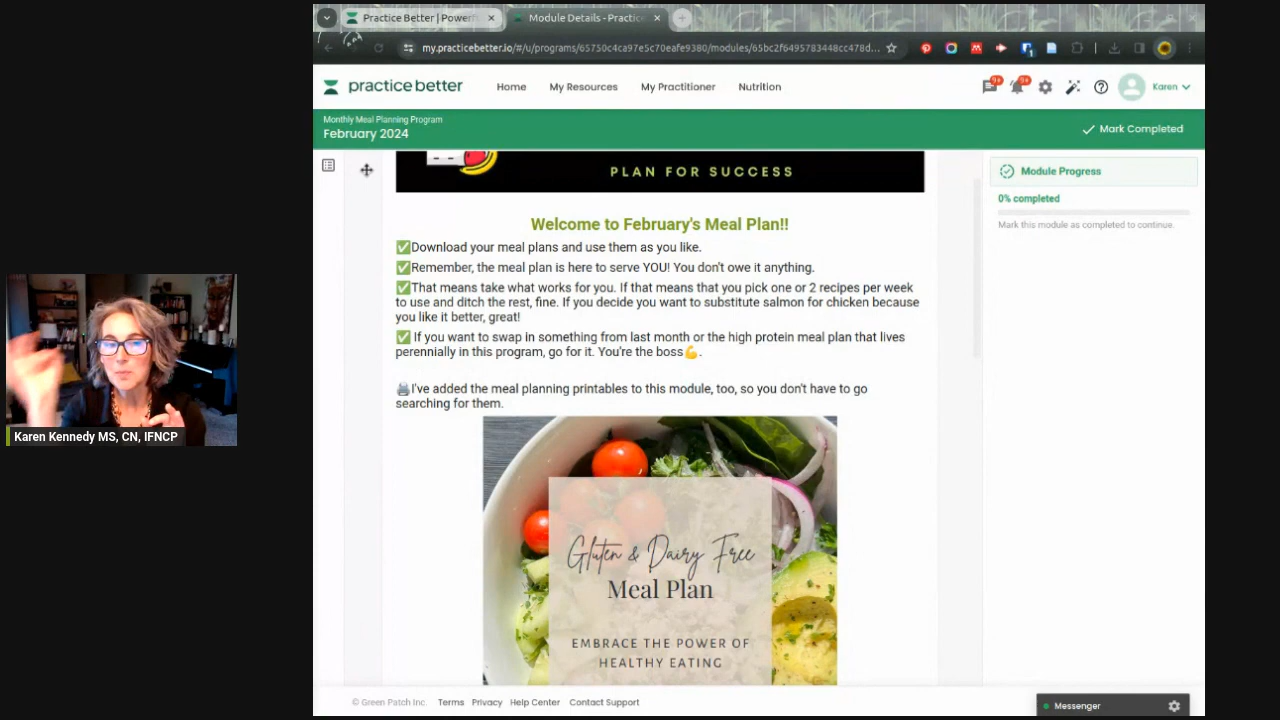 Practice Better | Power
Module Details - Practice
my.practicebetter.io/#/u/programs/65750c4ca97e5c70eafe9380/modules/65bc2f6495783448cc478d...
practice better
Home
My Resources
My Practitioner
Nutrition
9+
9+
Karen
Monthly Meal Planning Program
February 2024
Mark Completed
PLAN FOR SUCCESS
Module Progress
0% completed
Mark this module as completed to continue.
Welcome to February's Meal Plan!!
✅Download your meal plans and use them as you like.
✅Remember, the meal plan is here to serve YOU! You don't owe it anything.
✅That means take what works for you. If that means that you pick one or 2 recipes per week
to use and ditch the rest, fine. If you decide you want to substitute salmon for chicken because
you like it better, great!
✅ If you want to swap in something from last month or the high protein meal plan that lives
perennially in this program, go for it. You're the boss💪.
🖨️I've added the meal planning printables to this module, too, so you don't have to go
searching for them.
Gluten & Dairy Free
Meal Plan
EMBRACE THE POWER OF
HEALTHY EATING
Karen Kennedy MS, CN, IFNCP
© Green Patch Inc.
Terms
Privacy
Help Center
Contact Support
Messenger